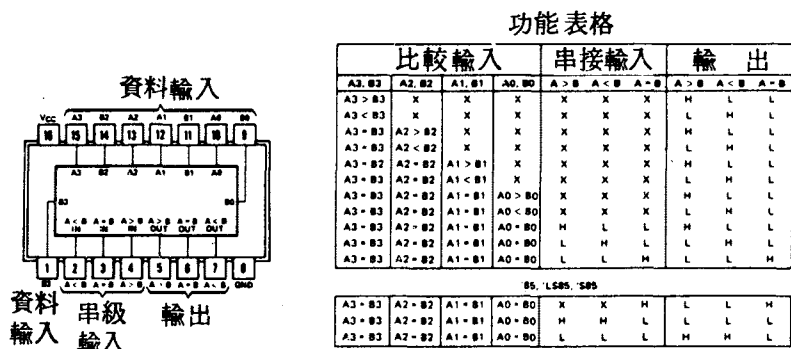 功能表格
比較輸入 串接輸入 輸出
A3, B3 A2, B2 A1, B1 A0, B0 A > B A < B A = B A > B A < B A = B
A3 > B3 X X X X X X H L L
A3 < B3 X X X X X X L H L
A3 = B3 A2 > B2 X X X X X H L L
A3 = B3 A2 < B2 X X X X X L H L
A3 = B2 A2 = B2 A1 > B1 X X X X H L L
A3 = B3 A2 = B2 A1 < B1 X X X X L H L
A3 = B3 A2 = B2 A1 = B1 A0 > B0 X X X H L L
A3 = B3 A2 = B2 A1 = B1 A0 < B0 X X X L H L
A3 = B3 A2 = B2 A1 = B1 A0 = B0 H L L H L L
A3 = B3 A2 = B2 A1 = B1 A0 = B0 L H L L H L
A3 = B3 A2 = B2 A1 = B1 A0 = B0 L L H L L H
'85, 'LS85, 'S85
A3 = B3 A2 = B2 A1 = B1 A0 = B0 X X H L L H
A3 = B3 A2 = B2 A1 = B1 A0 = B0 H H L L L L
A3 = B3 A2 = B2 A1 = B1 A0 = B0 L L L H H L
資料輸入
VCC A3 B2 A2 A1 B1 A0 B0
16 15 14 13 12 11 10 9
A3 B2 A2 A1 B1 A0
B3 B0
A < B A = B A > B A > B A = B A < B
IN IN IN OUT OUT OUT
1 2 3 4 5 6 7 8
B3 A < B A = B A > B A > B A = B A < B GND
資料輸入
串級輸入
輸出